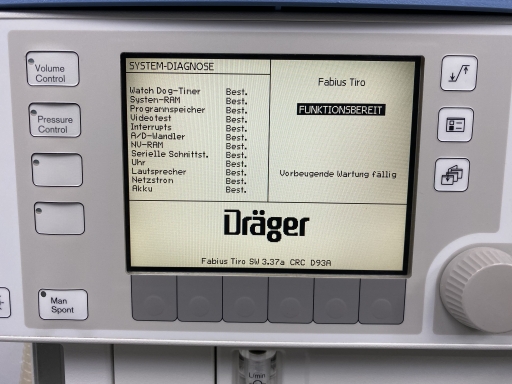 Volume
Control
Pressure
Control
Man
Spont
SYSTEM-DIAGNOSE
Watch Dog-Timer Best.
System-RAM Best.
Programmspeicher Best.
Videotest Best.
Interrupts Best.
A/D-Wandler Best.
NV-RAM Best.
Serielle Schnittst. Best.
Uhr Best.
Lautsprecher Best.
Netzstrom Best.
Akku Best.
Fabius Tiro
FUNKTIONSBEREIT
Vorbeugende Wartung fällig
Dräger
Fabius Tiro SW 3.37a CRC D93A
L/min